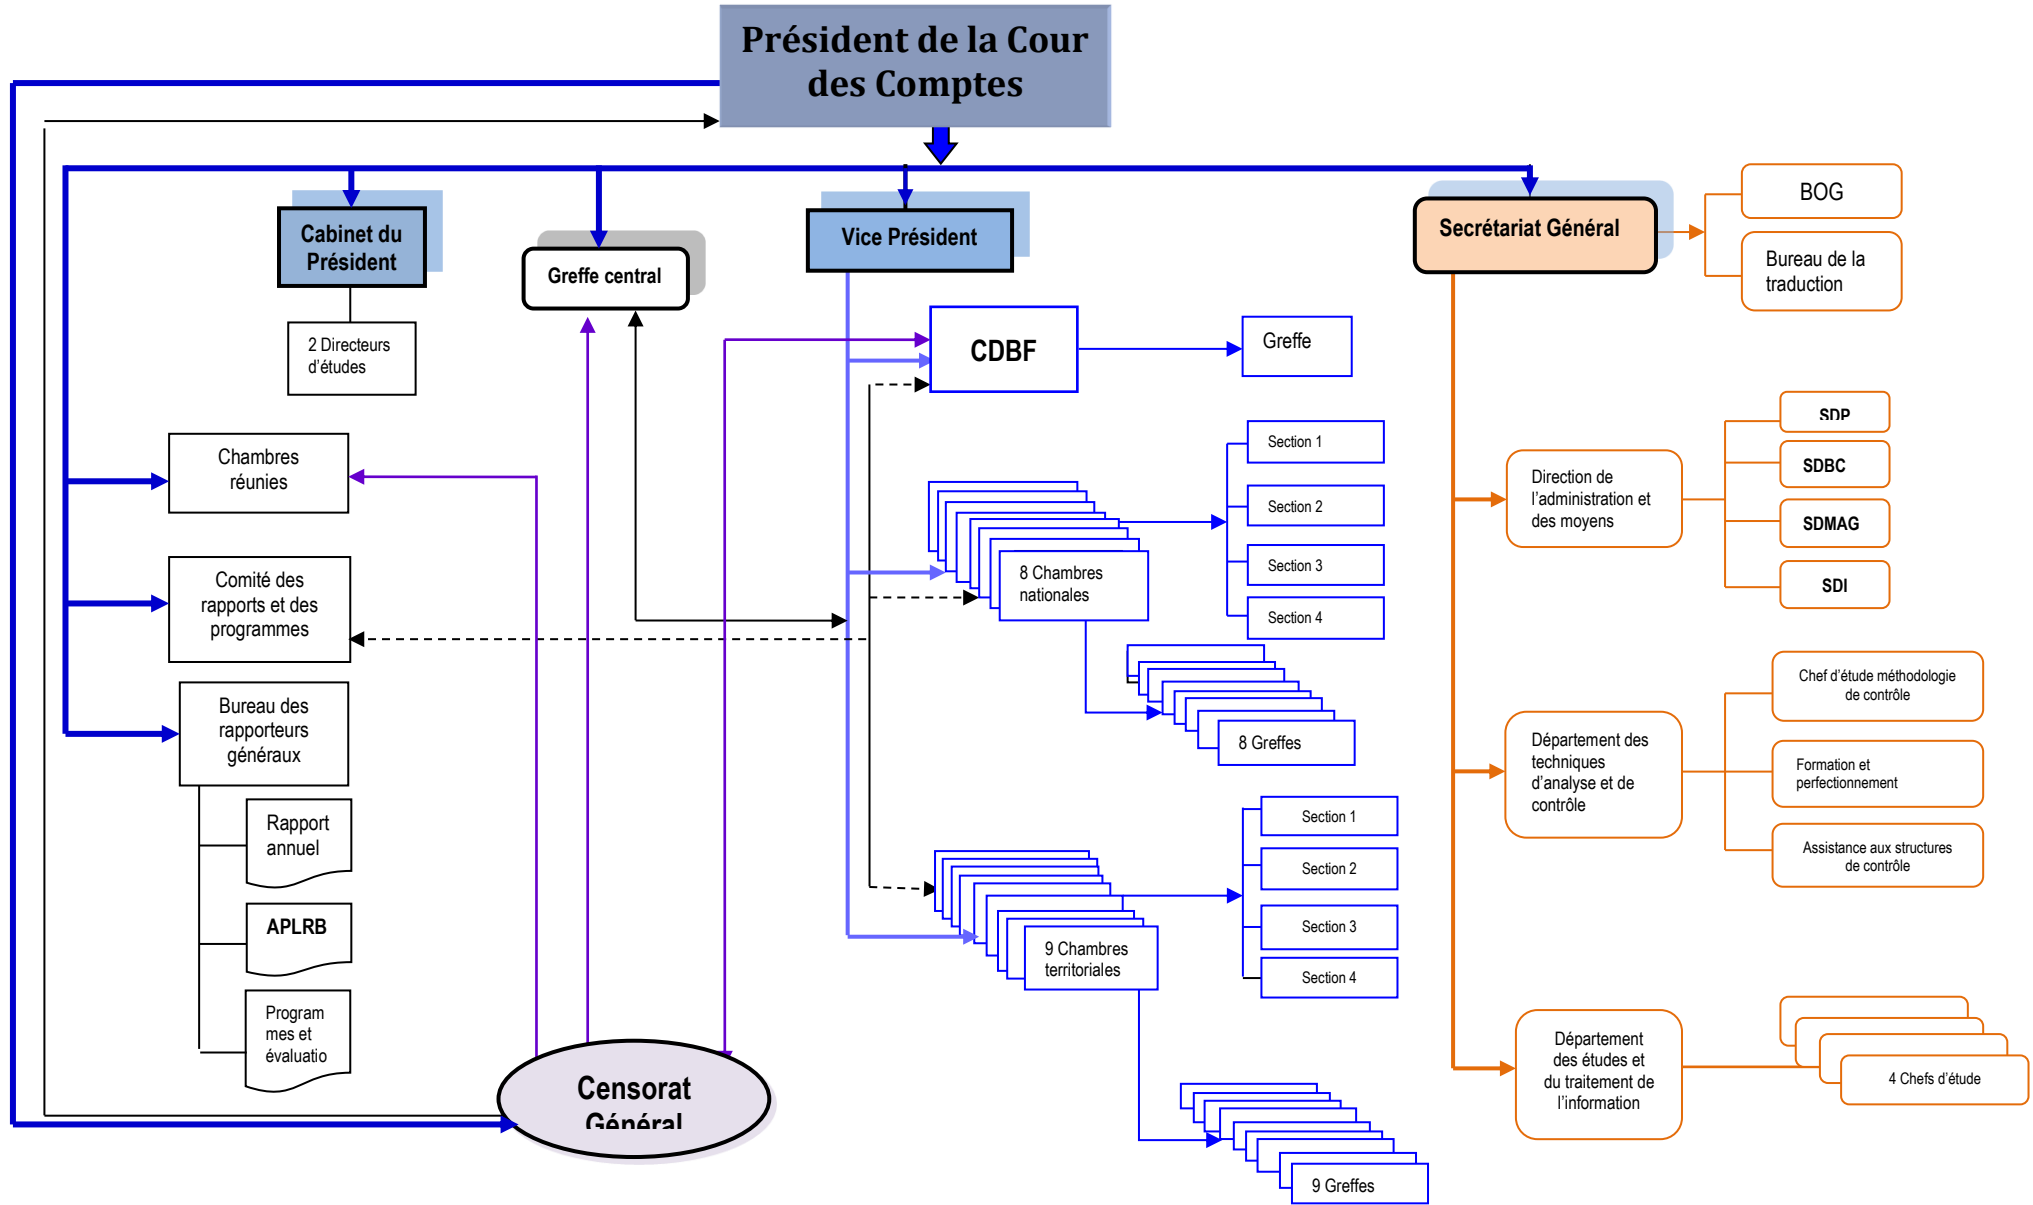 Président de la Cour
des Comptes
Cabinet du
Président
Greffe central
Vice Président
Secrétariat Général
BOG
Bureau de la
traduction
2 Directeurs
d'études
CDBF
Greffe
Chambres
réunies
Section 1
Section 2
Section 3
Section 4
8 Chambres
nationales
8 Greffes
Direction de
l'administration et
des moyens
SDP
SDBC
SDMAG
SDI
Comité des
rapports et des
programmes
Bureau des
rapporteurs
généraux
Rapport
annuel
APLRB
Program
mes et
évaluatio
Département des
techniques
d'analyse et de
contrôle
Chef d'étude méthodologie
de contrôle
Formation et
perfectionnement
Assistance aux structures
de contrôle
Section 1
Section 2
Section 3
Section 4
9 Chambres
territoriales
9 Greffes
Département
des études et
du traitement de
l'information
4 Chefs d'étude
Censorat
Général